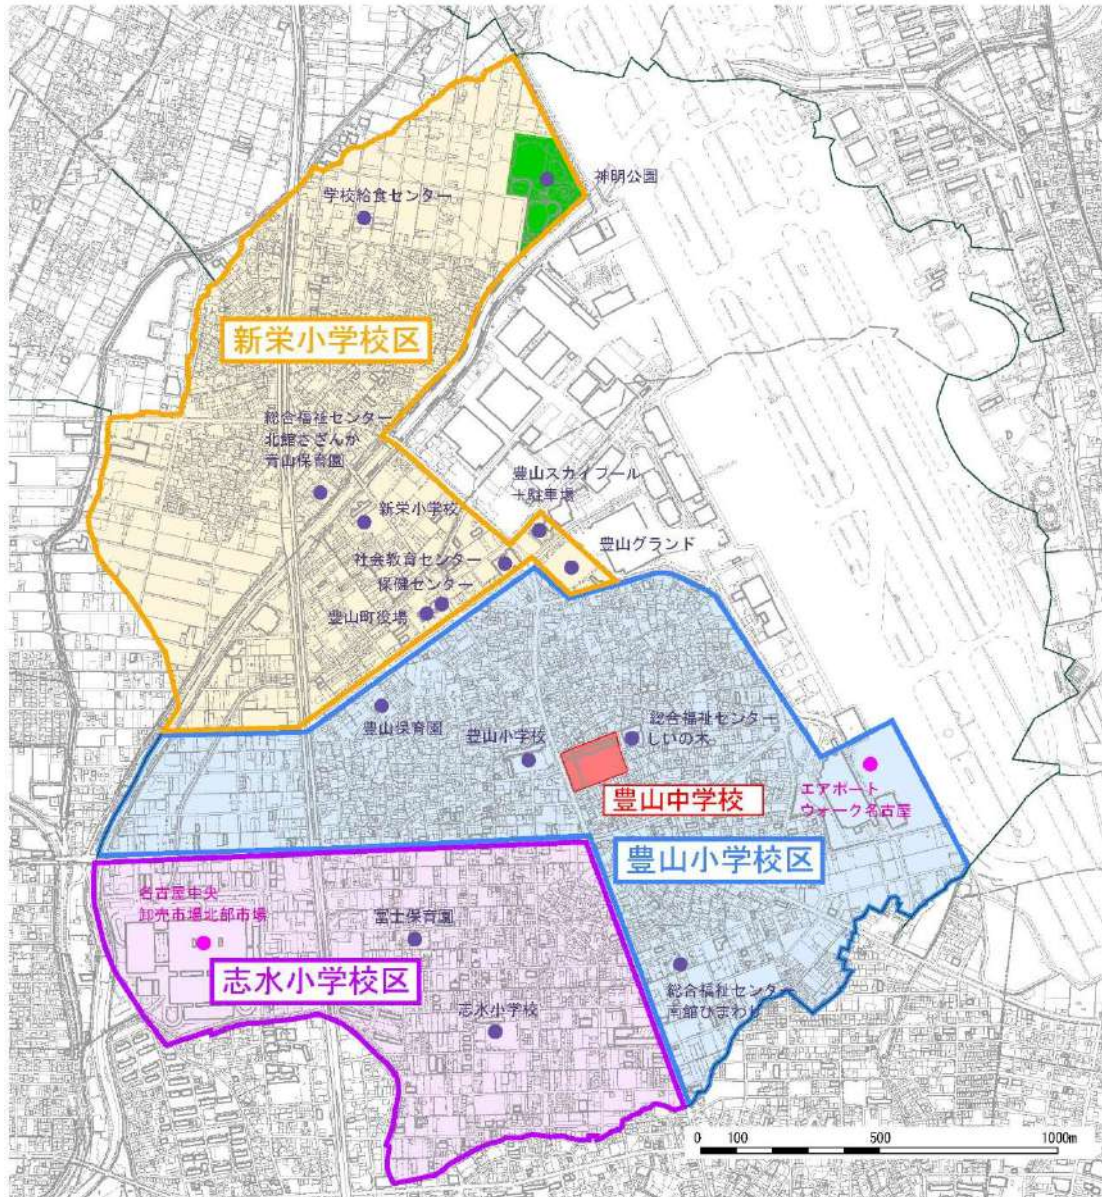 神明公園
学校給食センター
新栄小学校区
総合福祉センター
北館さざんか
青山保育園
豊山スカイプール
＋駐車場
新栄小学校
豊山グランド
社会教育センター
保健センター
豊山町役場
豊山保育園
豊山小学校
総合福祉センター
しいの木
豊山中学校
エアポート
ウォーク名古屋
豊山小学校区
名古屋中央
卸売市場北部市場
冨士保育園
志水小学校区
総合福祉センター
南館ひまわり
志水小学校
0 100 500 1000m